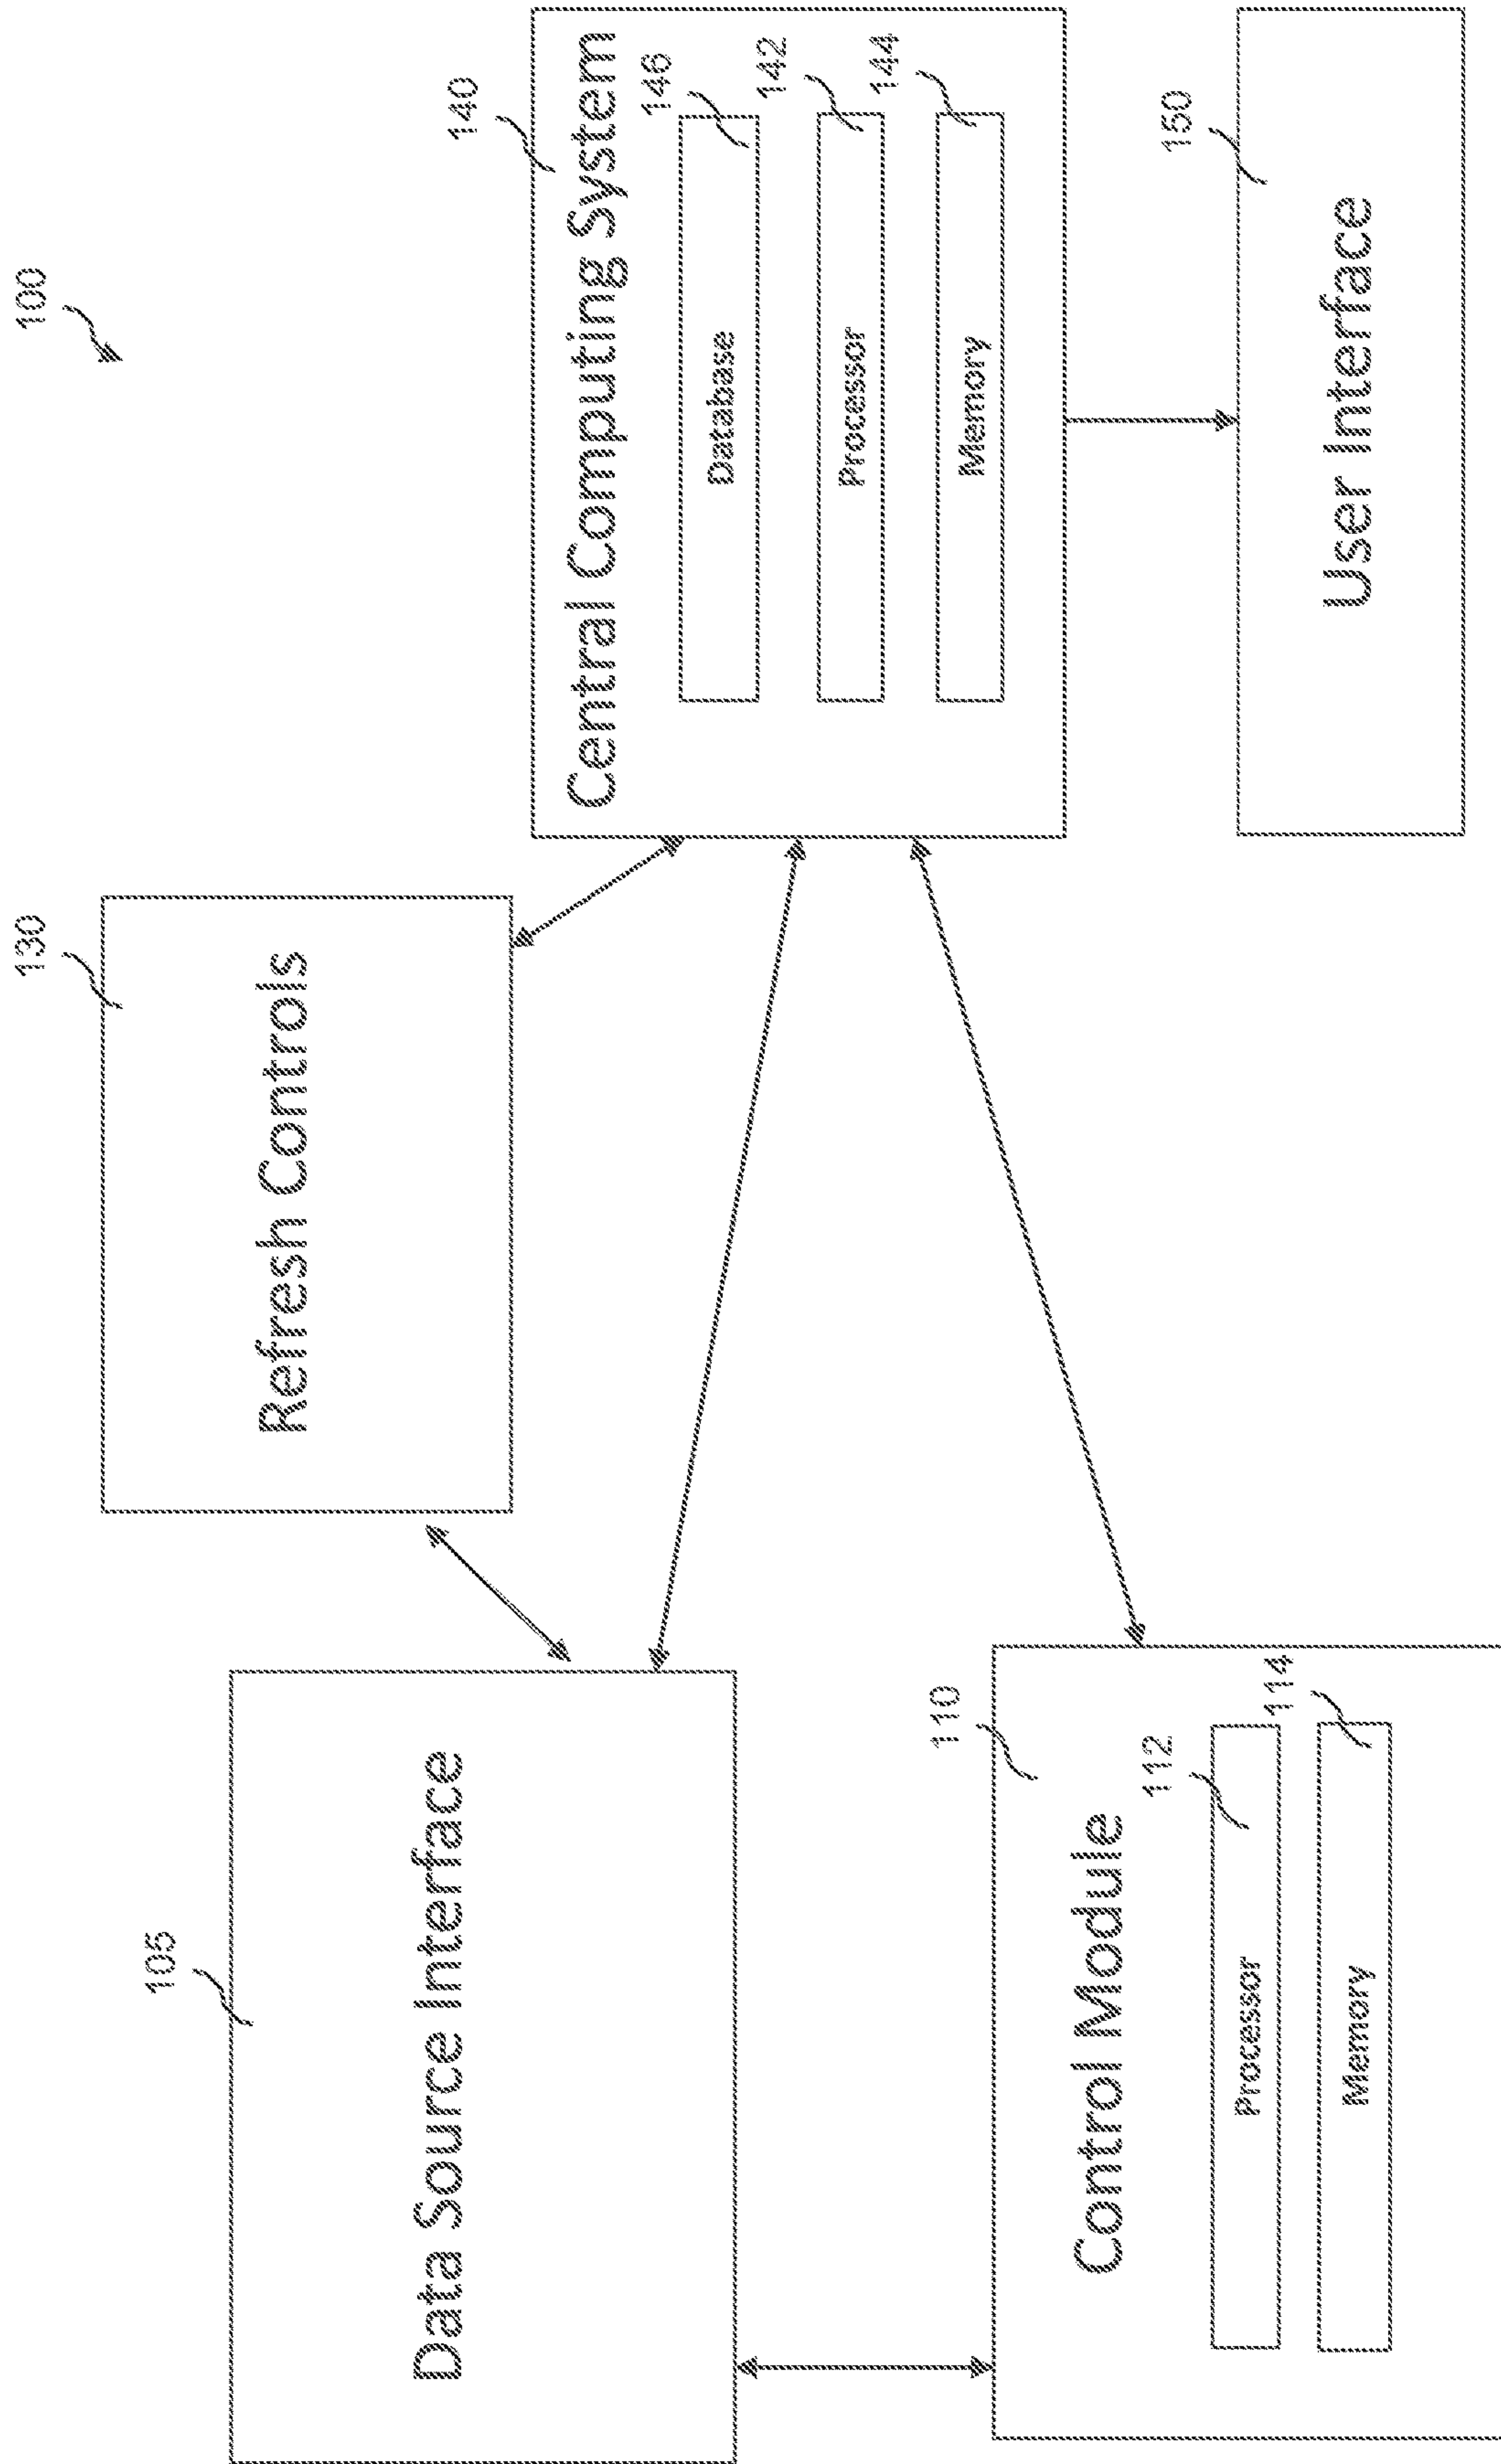 100
130
Refresh Controls
105
Data Source Interface
140
Central Computing System
146
Database
142
Processor
144
Memory
110
Control Module
112
Processor
114
Memory
150
User Interface